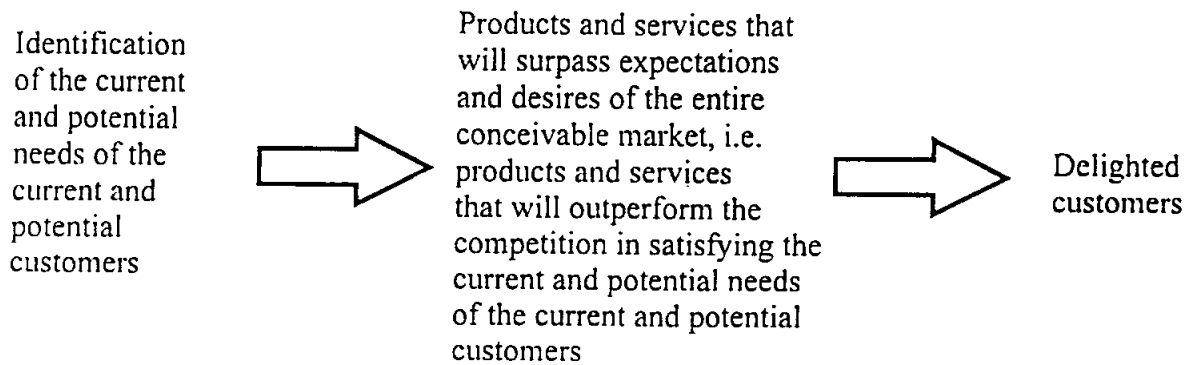 Identification
of the current
and potential
needs of the
current and
potential
customers
Products and services that
will surpass expectations
and desires of the entire
conceivable market, i.e.
products and services
that will outperform the
competition in satisfying the
current and potential needs
of the current and potential
customers
Delighted
customers